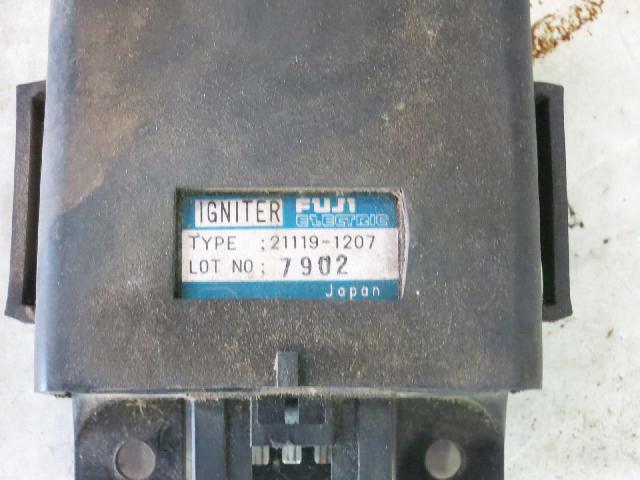 IGNITER FUJI ELECTRIC
TYPE ; 21119-1207
LOT NO ; 7902
Japan